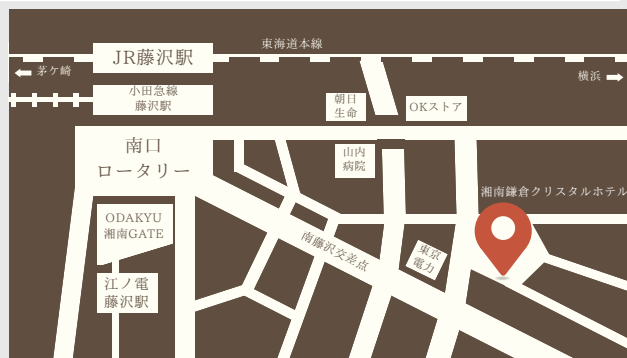 東海道本線
JR藤沢駅
茅ケ崎
横浜
小田急線
藤沢駅
朝日
生命
OKストア
南口
ロータリー
山内
病院
湘南鎌倉クリスタルホテル
ODAKYU
湘南GATE
南藤沢交差点
東京
電力
江ノ電
藤沢駅